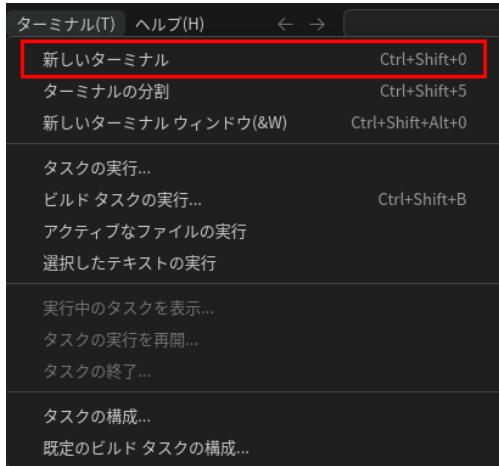 ターミナル(T) ヘルプ(H) ← →
新しいターミナル Ctrl+Shift+0
ターミナルの分割 Ctrl+Shift+5
新しいターミナル ウィンドウ(&W) Ctrl+Shift+Alt+0
タスクの実行...
ビルド タスクの実行... Ctrl+Shift+B
アクティブなファイルの実行
選択したテキストの実行
実行中のタスクを表示...
タスクの実行を再開...
タスクの終了...
タスクの構成...
既定のビルド タスクの構成...